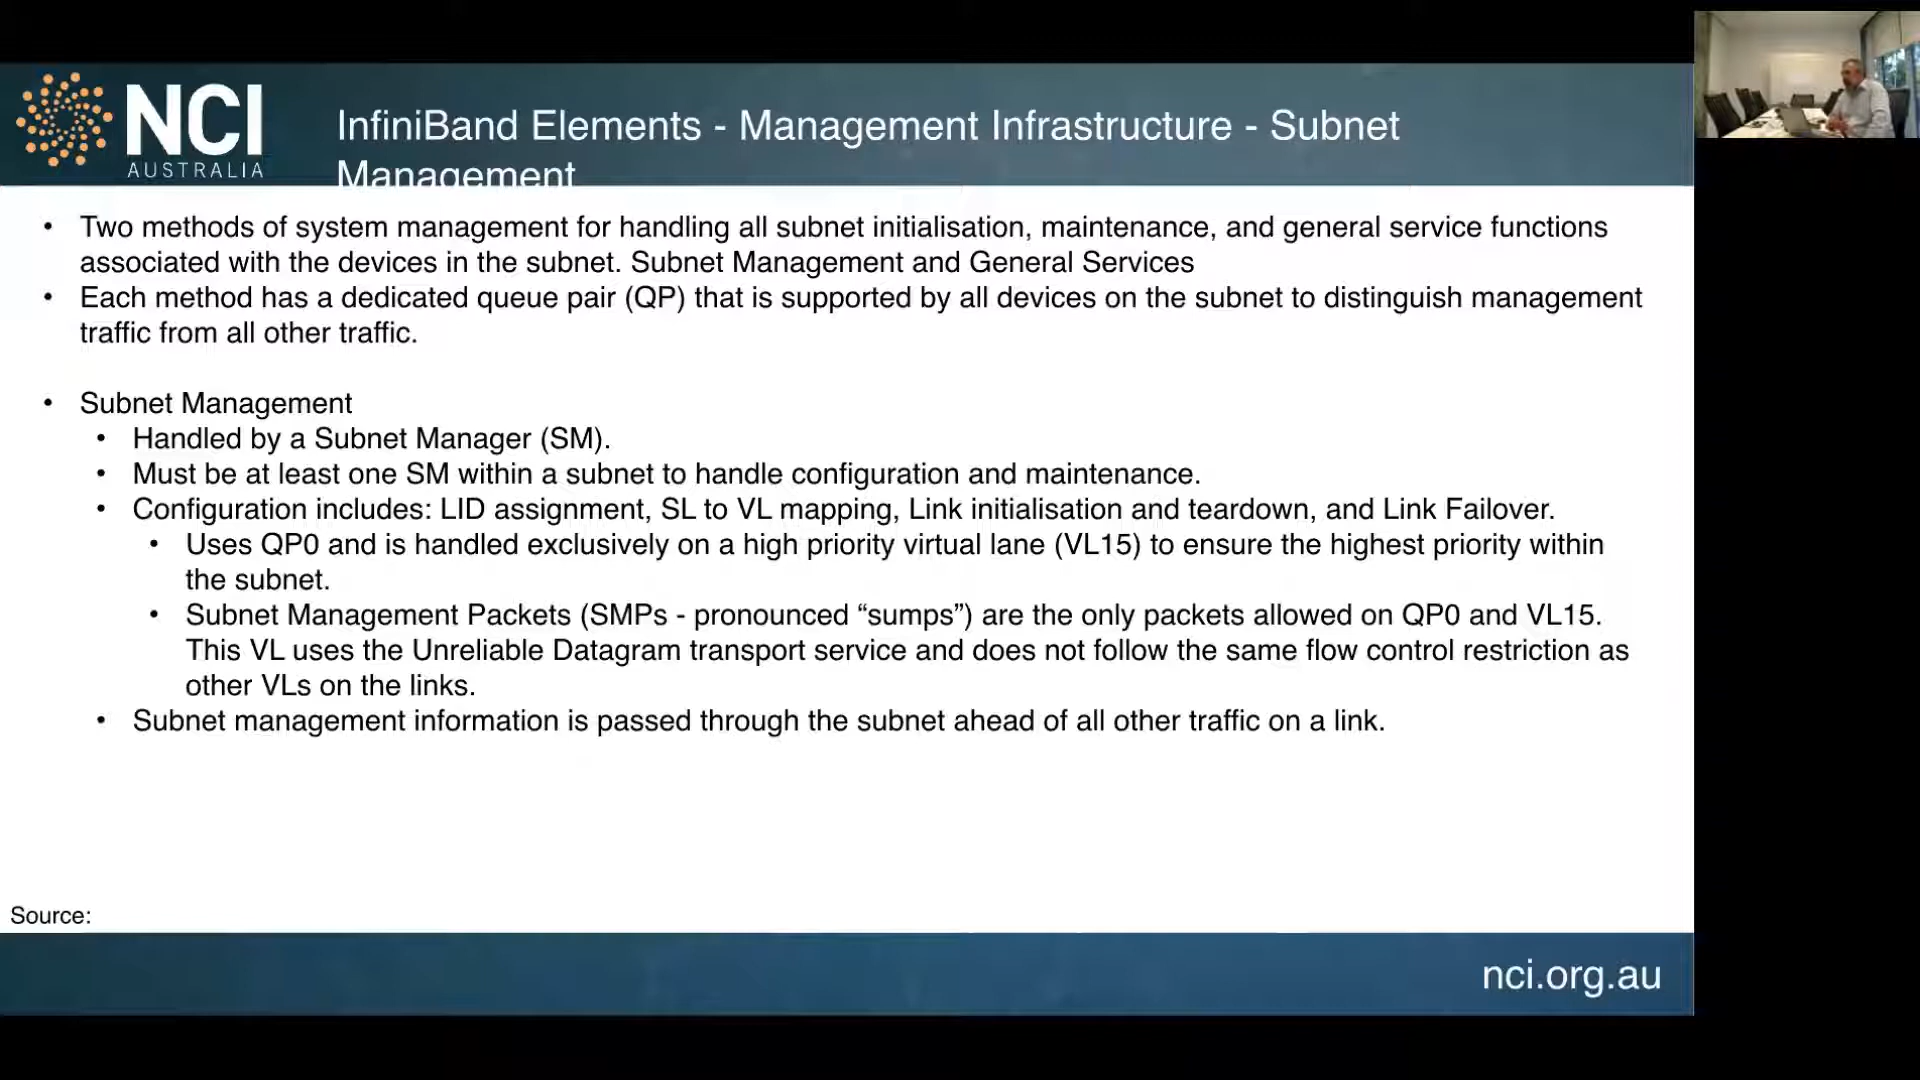 NCI
AUSTRALIA
InfiniBand Elements - Management Infrastructure - Subnet
Management
• Two methods of system management for handling all subnet initialisation, maintenance, and general service functions
associated with the devices in the subnet. Subnet Management and General Services
• Each method has a dedicated queue pair (QP) that is supported by all devices on the subnet to distinguish management
traffic from all other traffic.
• Subnet Management
• Handled by a Subnet Manager (SM).
• Must be at least one SM within a subnet to handle configuration and maintenance.
• Configuration includes: LID assignment, SL to VL mapping, Link initialisation and teardown, and Link Failover.
• Uses QP0 and is handled exclusively on a high priority virtual lane (VL15) to ensure the highest priority within
the subnet.
• Subnet Management Packets (SMPs - pronounced “sumps”) are the only packets allowed on QP0 and VL15.
This VL uses the Unreliable Datagram transport service and does not follow the same flow control restriction as
other VLs on the links.
• Subnet management information is passed through the subnet ahead of all other traffic on a link.
Source:
nci.org.au